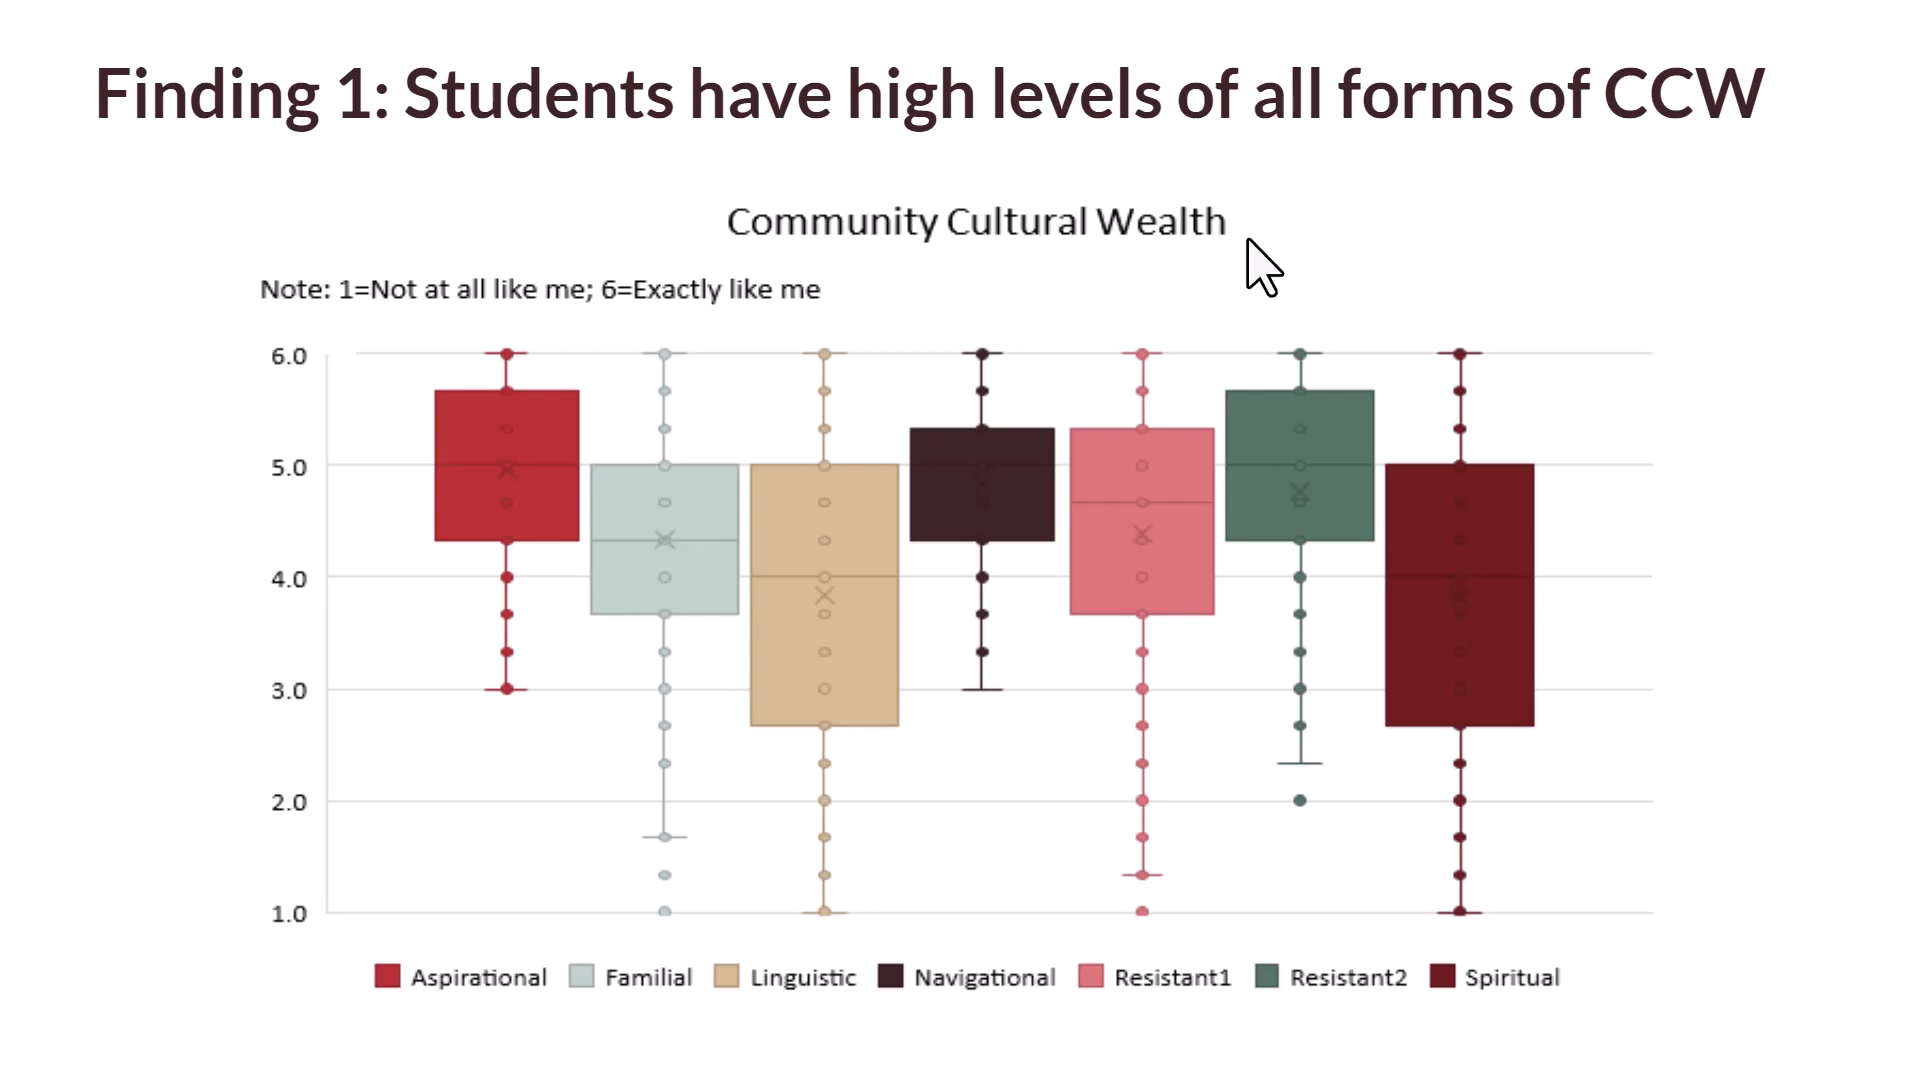 Finding 1: Students have high levels of all forms of CCW
Community Cultural Wealth
Note: 1=Not at all like me; 6=Exactly like me
6.0
5.0
4.0
3.0
2.0
1.0
Aspirational Familial Linguistic Navigational Resistant1 Resistant2 Spiritual